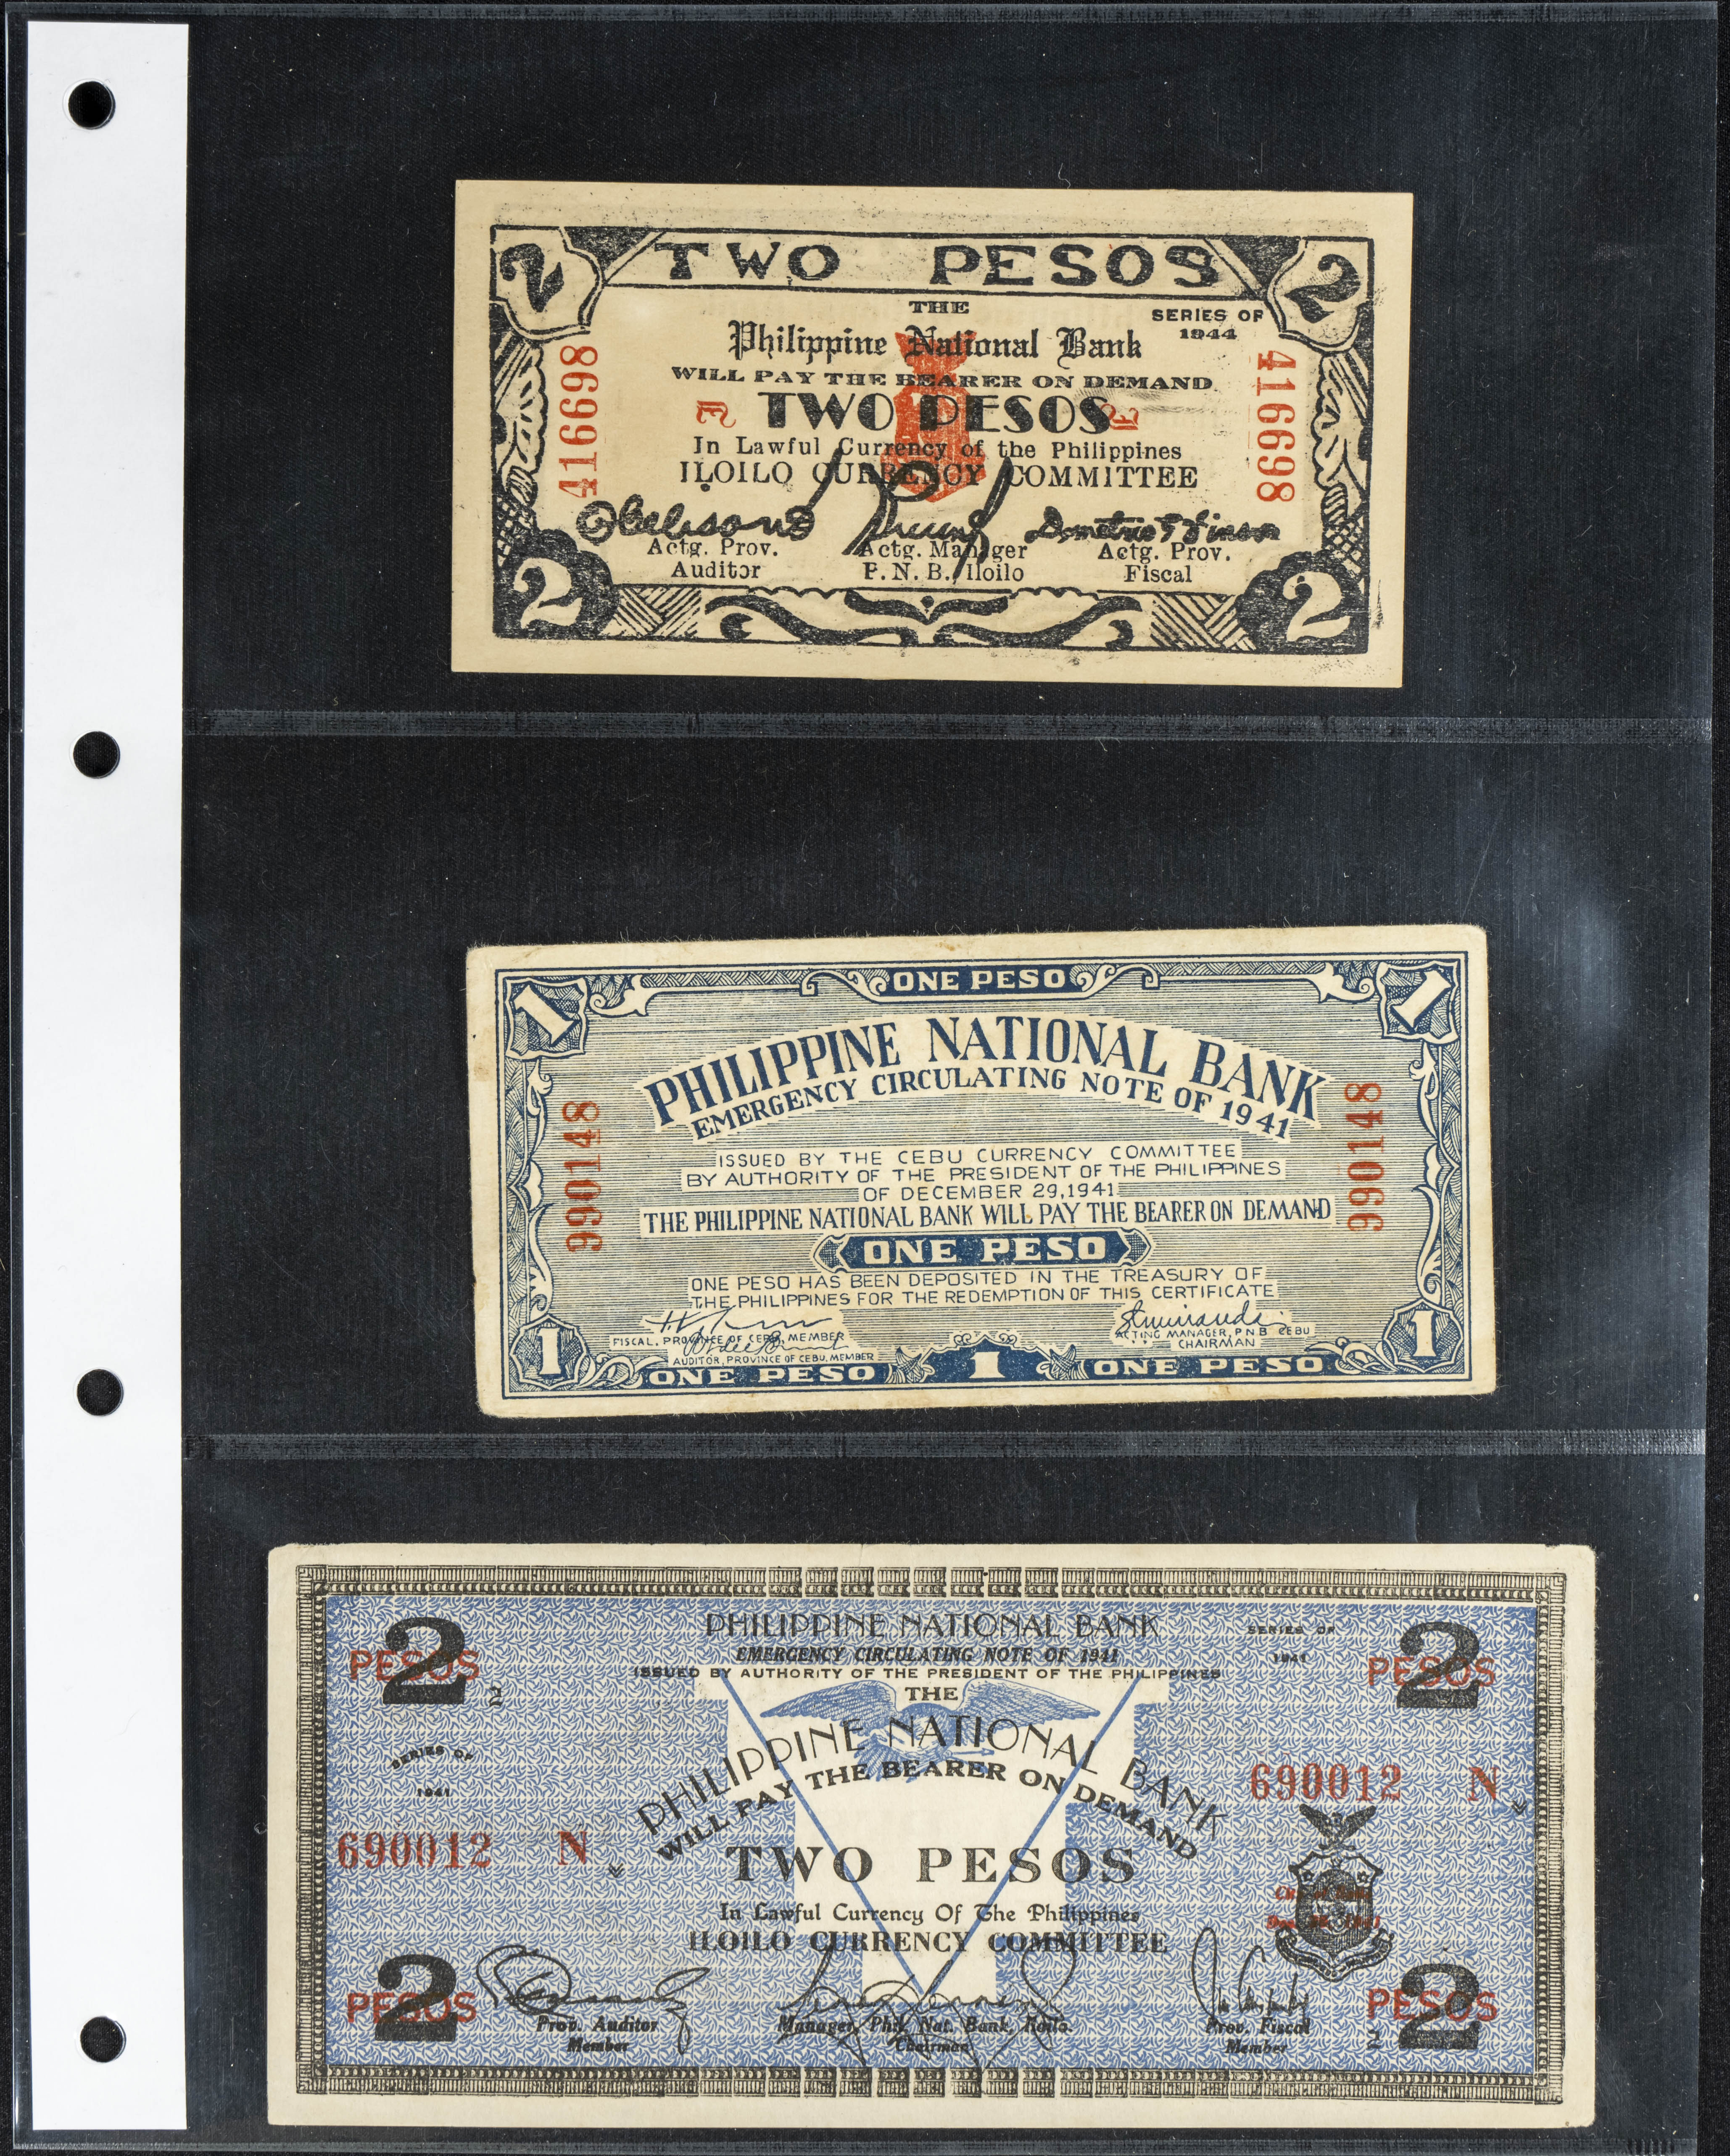 2 TWO PESOS 2
THE
SERIES OF
1944
Philippine National Bank
WILL PAY THE BEARER ON DEMAND
E TWO PESOS E
In Lawful Currency of the Philippines
ILOILO CURRENCY COMMITTEE
416698
416698
Actg. Prov.
Auditor
Actg. Manager
P. N. B., Iloilo
Actg. Prov.
Fiscal
2 2
1 ONE PESO 1
PHILIPPINE NATIONAL BANK
EMERGENCY CIRCULATING NOTE OF 1941
ISSUED BY THE CEBU CURRENCY COMMITTEE
BY AUTHORITY OF THE PRESIDENT OF THE PHILIPPINES
OF DECEMBER 29,1941
THE PHILIPPINE NATIONAL BANK WILL PAY THE BEARER ON DEMAND
ONE PESO
990148
990148
ONE PESO HAS BEEN DEPOSITED IN THE TREASURY OF
THE PHILIPPINES FOR THE REDEMPTION OF THIS CERTIFICATE
FISCAL, PROVINCE OF CEBU, MEMBER
AUDITOR, PROVINCE OF CEBU, MEMBER
ACTING MANAGER, P.N.B. CEBU
CHAIRMAN
1 ONE PESO 1 ONE PESO 1
PHILIPPINE NATIONAL BANK
EMERGENCY CIRCULATING NOTE OF 1941
ISSUED BY AUTHORITY OF THE PRESIDENT OF THE PHILIPPINES
2 PESOS
2
SERIES OF
1941
2 PESOS
THE
PHILIPPINE NATIONAL BANK
WILL PAY THE BEARER ON DEMAND
SERIES OF
1941
690012 N
690012 N
TWO PESOS
In Lawful Currency Of The Philippines
ILOILO CURRENCY COMMITTEE
2 PESOS
Prov. Auditor
Member
Manager, Phil. Nat. Bank, Iloilo
Chairman
Prov. Fiscal
Member
2
2 PESOS